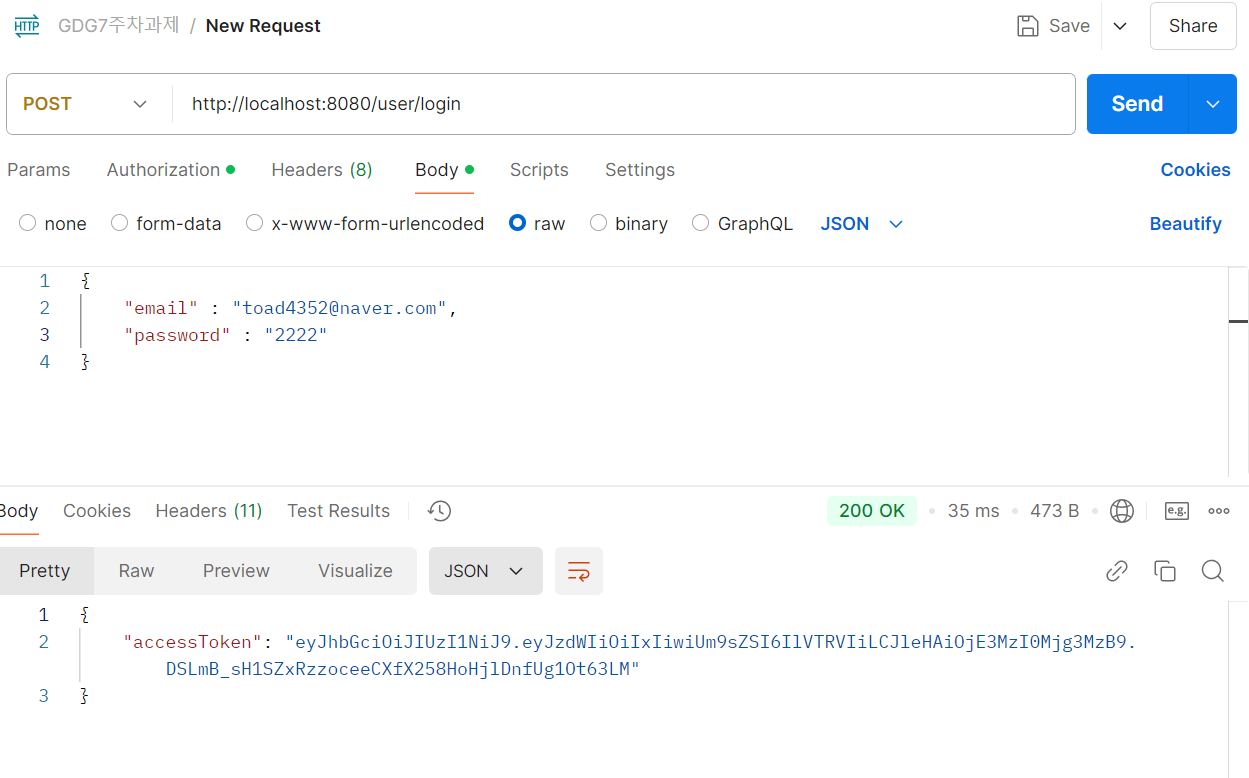 HTTP GDG7주차과제 / New Request Save Share
POST http://localhost:8080/user/login Send
Params Authorization Headers (8) Body Scripts Settings Cookies
none form-data x-www-form-urlencoded raw binary GraphQL JSON Beautify
1 {
2 "email" : "toad4352@naver.com",
3 "password" : "2222"
4 }
Body Cookies Headers (11) Test Results 200 OK 35 ms 473 B e.g.
Pretty Raw Preview Visualize JSON
1 {
2 "accessToken": "eyJhbGciOiJIUzI1NiJ9.eyJzdWIiOiIxIiwiUm9sZSI6IlVTRVIiLCJleHAiOjE3MzI0Mjg3MzB9.
DSLmB_sH1SZxRzzoceeCXfX258HoHjlDnfUg1Ot63LM"
3 }